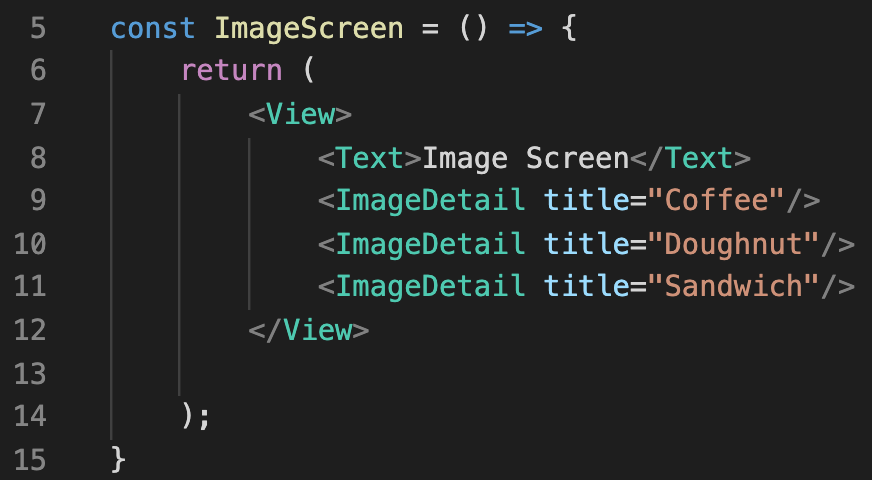 5 const ImageScreen = () => {
6 return (
7 <View>
8 <Text>Image Screen</Text>
9 <ImageDetail title="Coffee"/>
10 <ImageDetail title="Doughnut"/>
11 <ImageDetail title="Sandwich"/>
12 </View>
13
14 );
15 }